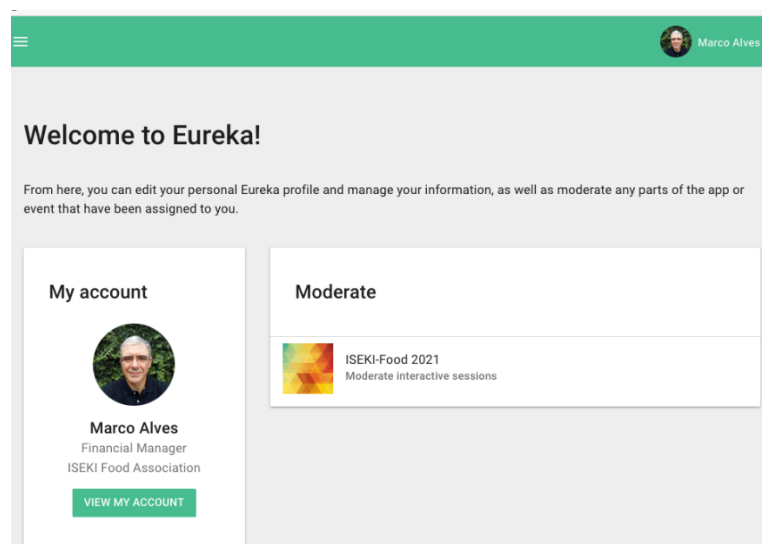 Marco Alves
Welcome to Eureka!
From here, you can edit your personal Eureka profile and manage your information, as well as moderate any parts of the app or
event that have been assigned to you.
My account
Marco Alves
Financial Manager
ISEKI Food Association
VIEW MY ACCOUNT
Moderate
ISEKI-Food 2021
Moderate interactive sessions